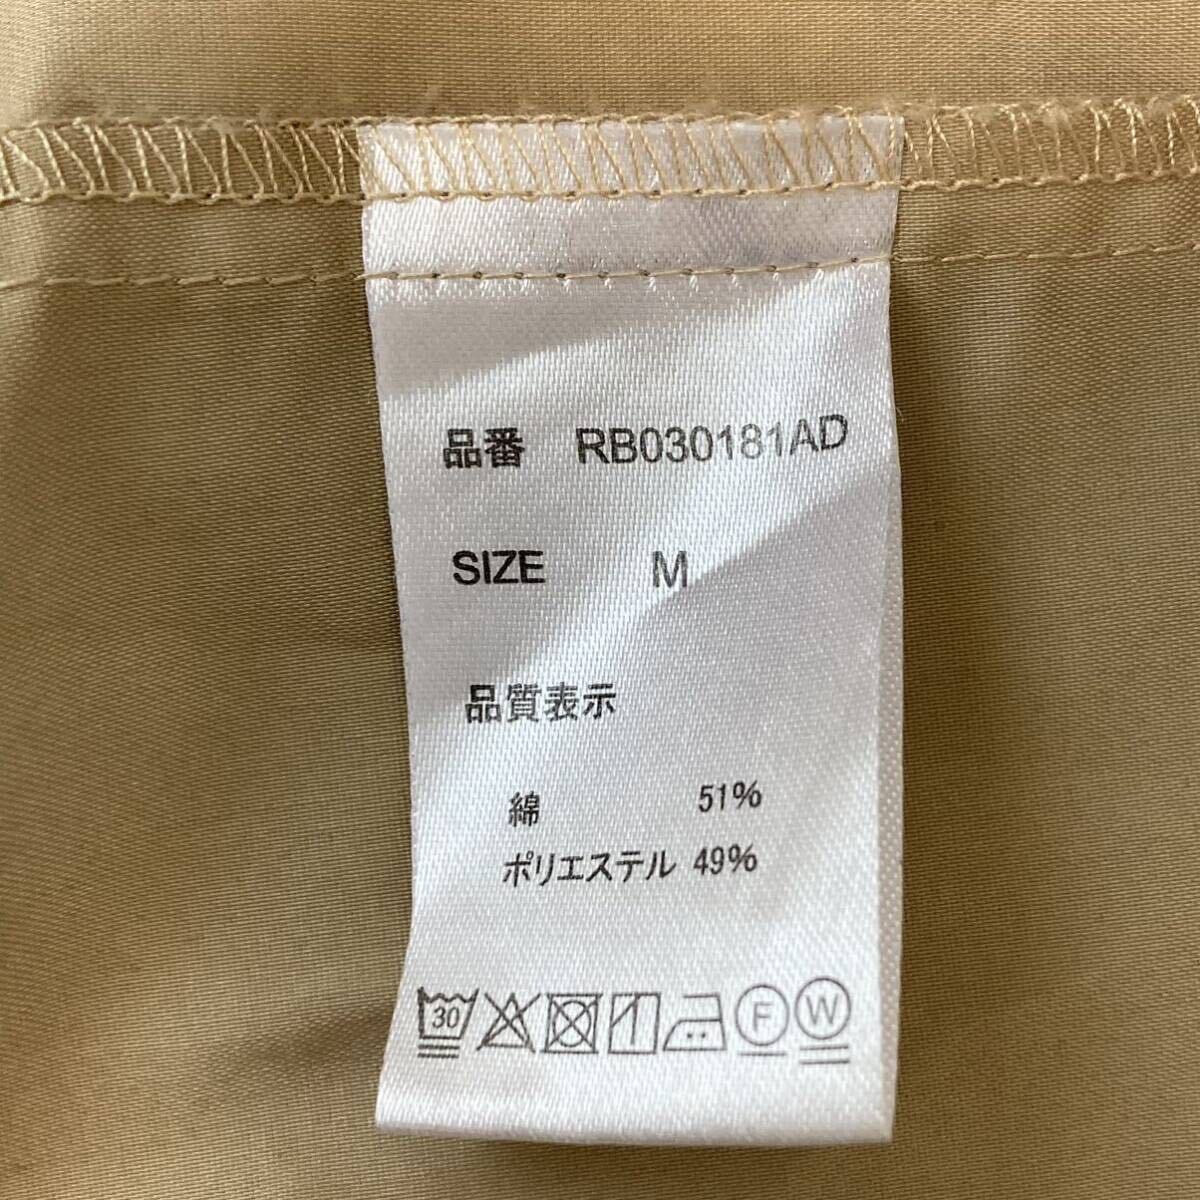 品番 RB030181AD
SIZE M
品質表示
綿 51%
ポリエステル 49%
30 F W